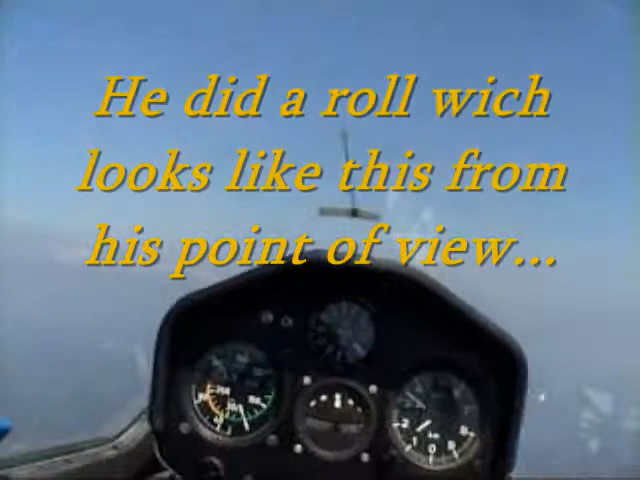 He did a roll wich
looks like this from
his point of view...